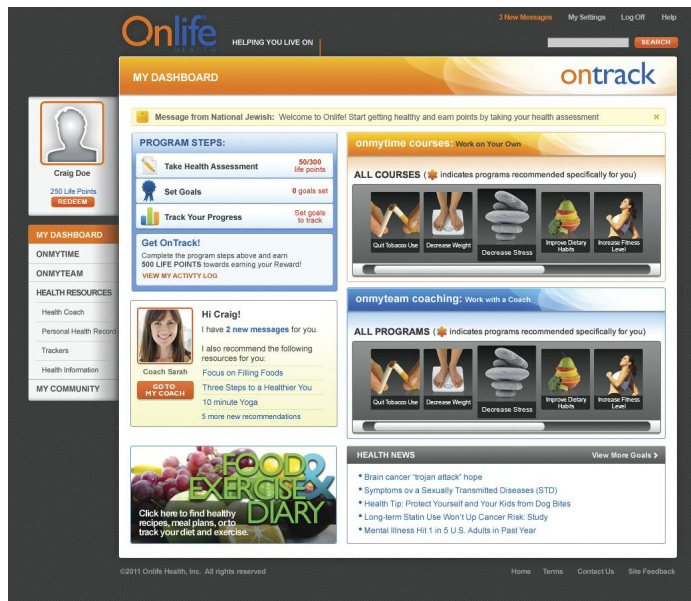 3 New Messages My Settings Log Off Help
Onlife
HEALTH
HELPING YOU LIVE ON
SEARCH
MY DASHBOARD
ontrack
Craig Doe
250 Life Points
REDEEM
MY DASHBOARD
ONMYTIME
ONMYTEAM
HEALTH RESOURCES
Health Coach
Personal Health Record
Trackers
Health Information
MY COMMUNITY
Message from National Jewish: Welcome to Onlife! Start getting healthy and earn points by taking your health assessment
PROGRAM STEPS:
Take Health Assessment
50/300
life points
Set Goals
0 goals set
Track Your Progress
Set goals
to track
Get OnTrack!
Complete the program steps above and earn
500 LIFE POINTS towards earning your Reward!
VIEW MY ACTIVTY LOG
onmytime courses: Work on Your Own
ALL COURSES ( indicates programs recommended specifically for you)
Quit Tobacco Use
Decrease Weight
Decrease Stress
Improve Dietary
Habits
Increase Fitness
Level
Coach Sarah
GO TO
MY COACH
Hi Craig!
I have 2 new messages for you.
I also recommend the following
resources for you:
Focus on Filling Foods
Three Steps to a Healthier You
10 minute Yoga
5 more new recommendations
onmyteam coaching: Work with a Coach
ALL PROGRAMS ( indicates programs recommended specifically for you)
Quit Tobacco Use
Decrease Weight
Decrease Stress
Improve Dietary
Habits
Increase Fitness
Level
FOOD &
EXERCISE
DIARY
Click here to find healthy
recipes, meal plans, or to
track your diet and exercise.
HEALTH NEWS
View More Goals
Brain cancer "trojan attack" hope
Symptoms ov a Sexually Transmitted Diseases (STD)
Health Tip: Protect Yourself and Your Kids from Dog Bites
Long-term Statin Use Won't Up Cancer Risk: Study
Mental Illness Hit 1 in 5 U.S. Adults in Past Year
©2011 Onlife Health, Inc. All rights reserved
Home Terms Contact Us Site Feedback